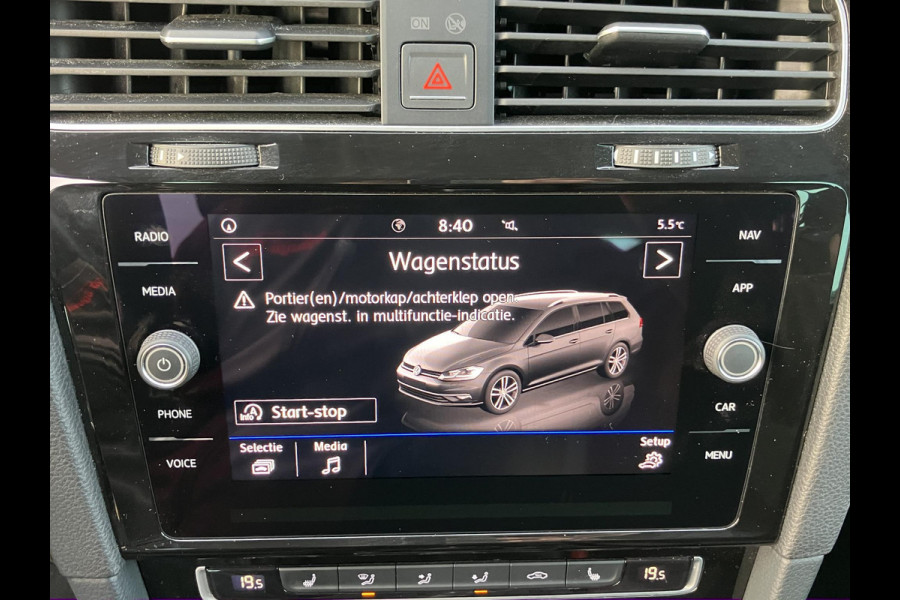 ON
8:40
5.5°C
RADIO
NAV
Wagenstatus
MEDIA
APP
Portier(en)/motorkap/achterklep open.
Zie wagenst. in multifunctie-indicatie.
PHONE
CAR
Info Start-stop
VOICE
MENU
Selectie
Media
Setup
19.5
19.5